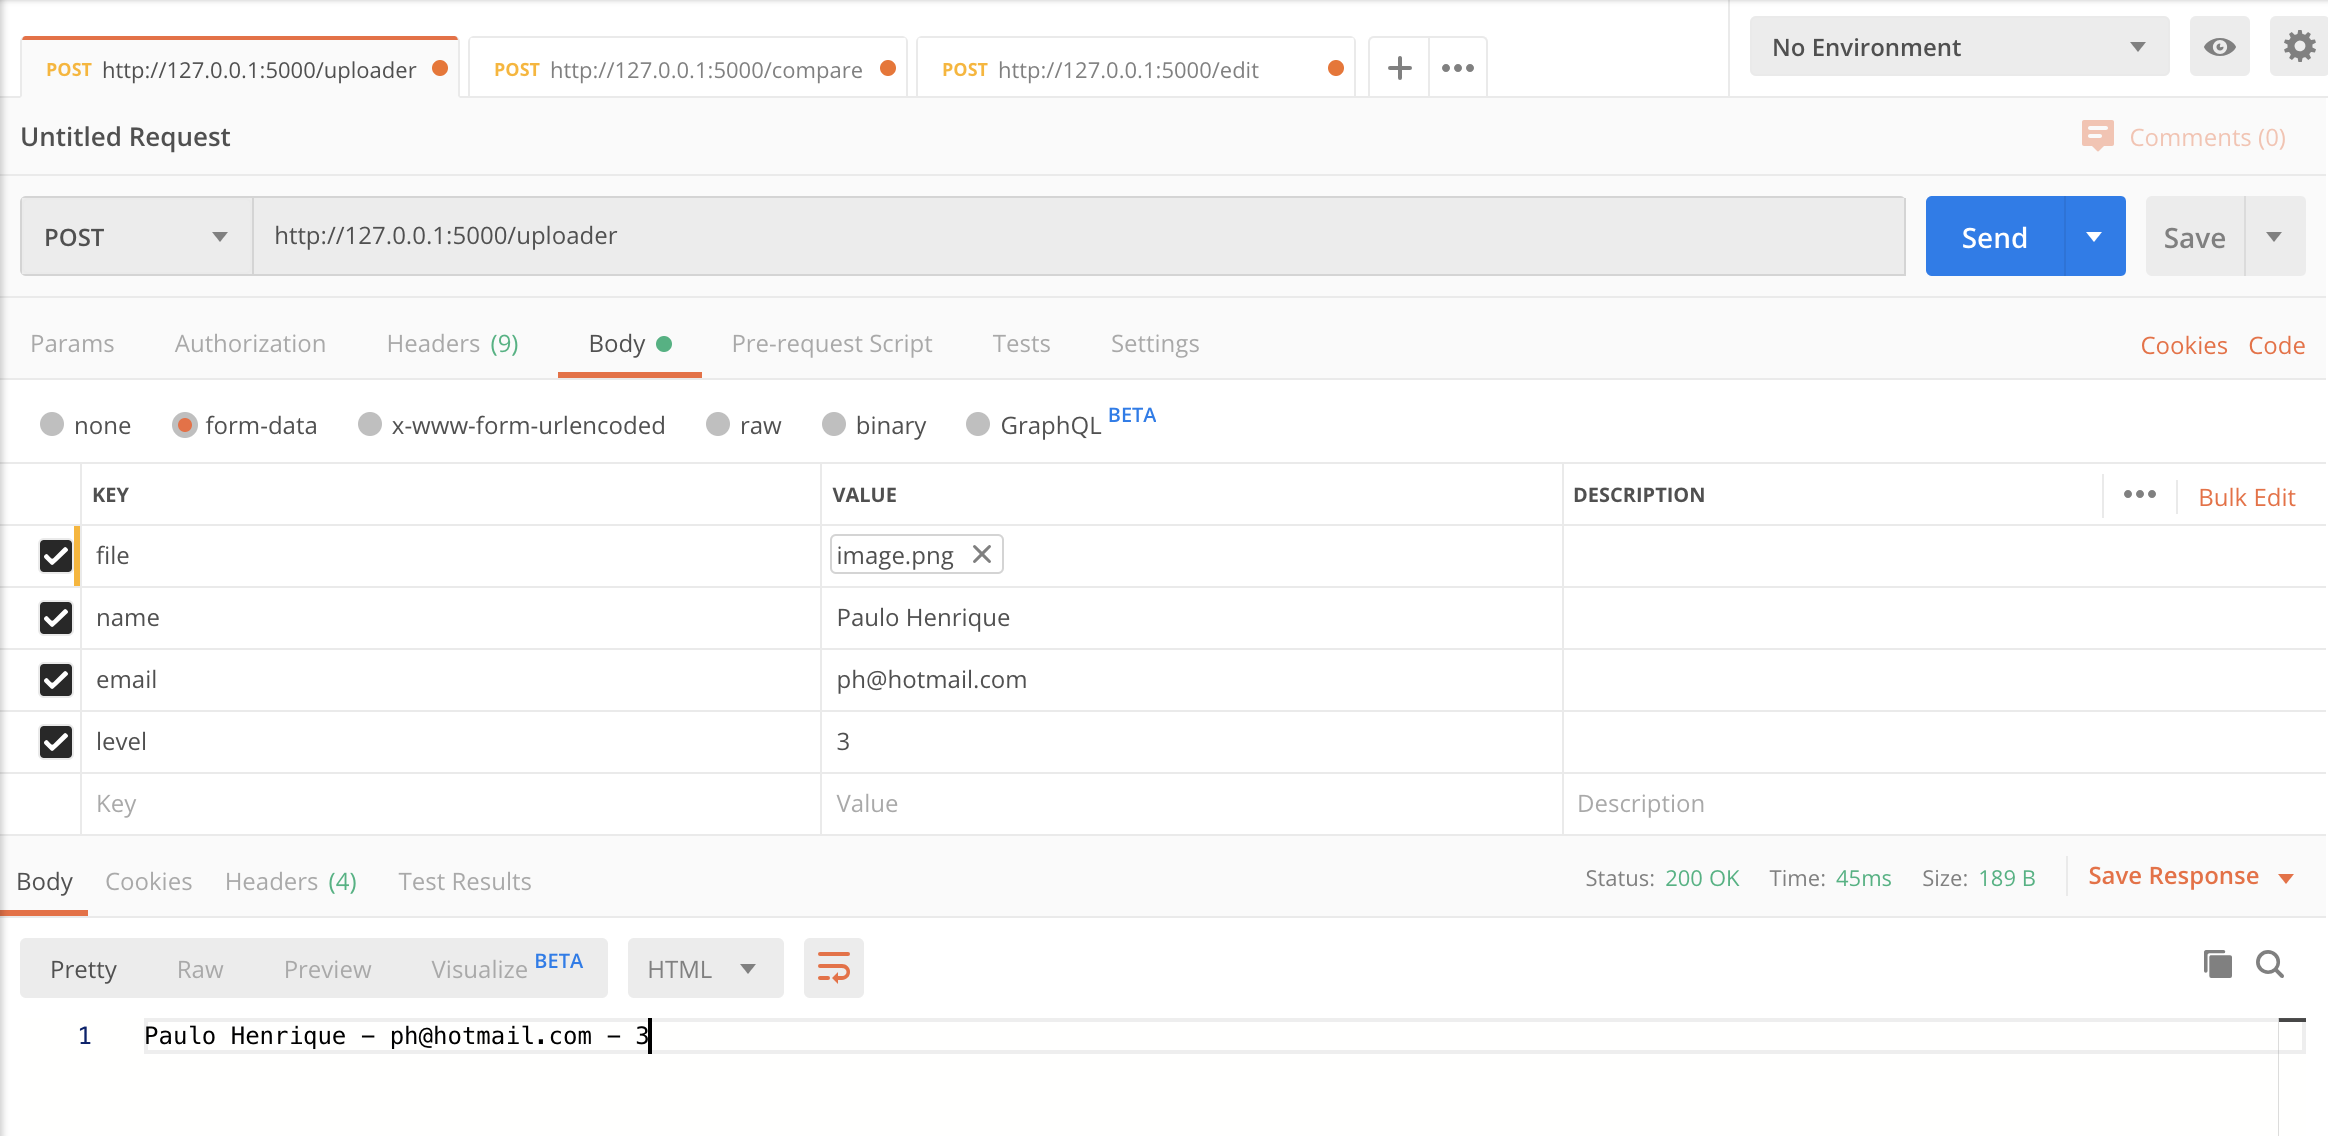 POST http://127.0.0.1:5000/uploader POST http://127.0.0.1:5000/compare POST http://127.0.0.1:5000/edit No Environment
Untitled Request Comments (0)
POST http://127.0.0.1:5000/uploader Send Save
Params Authorization Headers (9) Body Pre-request Script Tests Settings Cookies Code
none form-data x-www-form-urlencoded raw binary GraphQL BETA
KEY VALUE DESCRIPTION Bulk Edit
file image.png
name Paulo Henrique
email ph@hotmail.com
level 3
Key Value Description
Body Cookies Headers (4) Test Results Status: 200 OK Time: 45ms Size: 189 B Save Response
Pretty Raw Preview Visualize BETA HTML
1 Paulo Henrique - ph@hotmail.com - 3